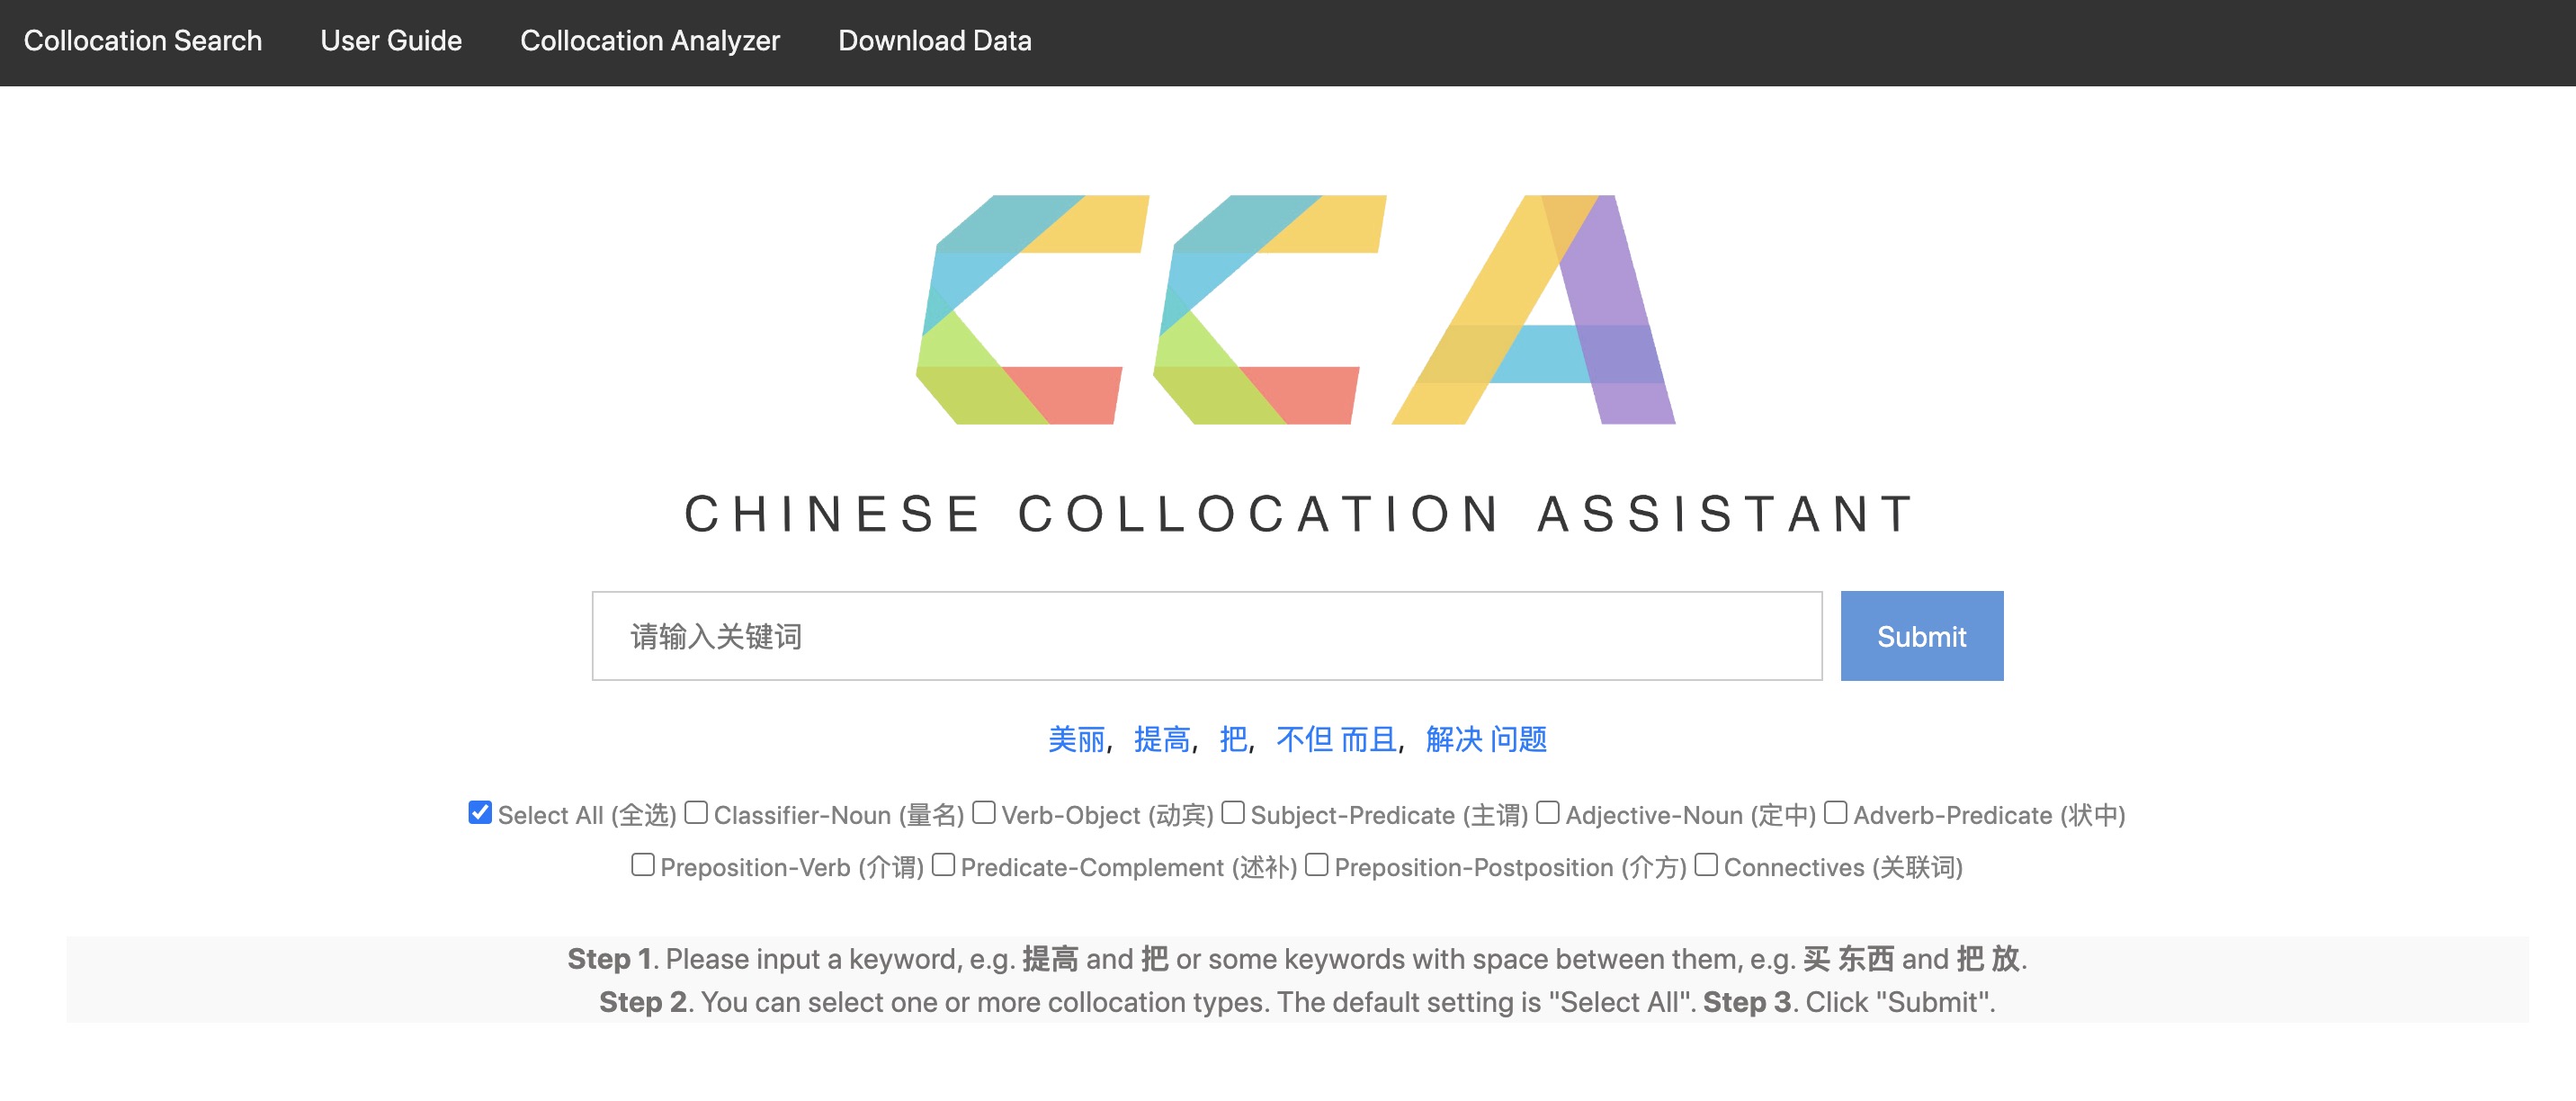 Collocation Search User Guide Collocation Analyzer Download Data
CCA
CHINESE COLLOCATION ASSISTANT
请输入关键词 Submit
美丽, 提高, 把, 不但 而且, 解决 问题
Select All (全选) Classifier-Noun (量名) Verb-Object (动宾) Subject-Predicate (主谓) Adjective-Noun (定中) Adverb-Predicate (状中)
Preposition-Verb (介谓) Predicate-Complement (述补) Preposition-Postposition (介方) Connectives (关联词)
Step 1. Please input a keyword, e.g. 提高 and 把 or some keywords with space between them, e.g. 买 东西 and 把 放.
Step 2. You can select one or more collocation types. The default setting is "Select All". Step 3. Click "Submit".